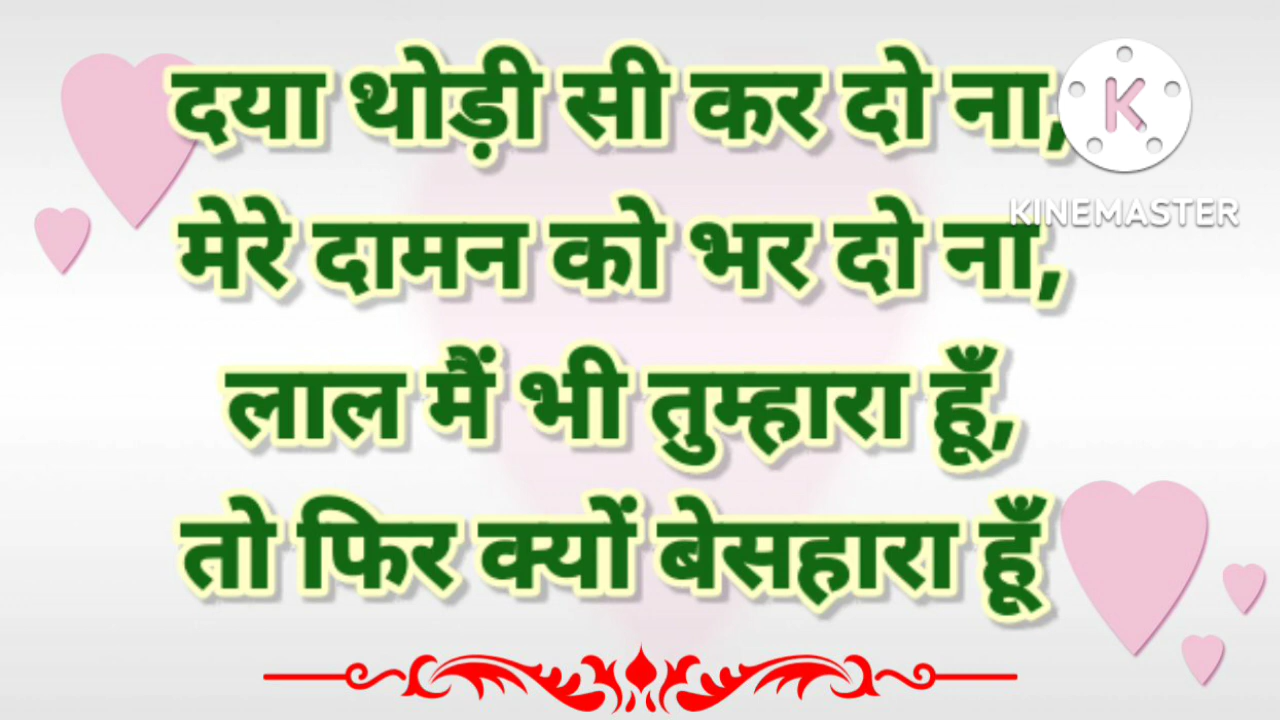 दया थोड़ी सी कर दो ना,
मेरे दामन को भर दो ना,
लाल मैं भी तुम्हारा हूँ,
तो फिर क्यों बेसहारा हूँ
K
KINEMASTER